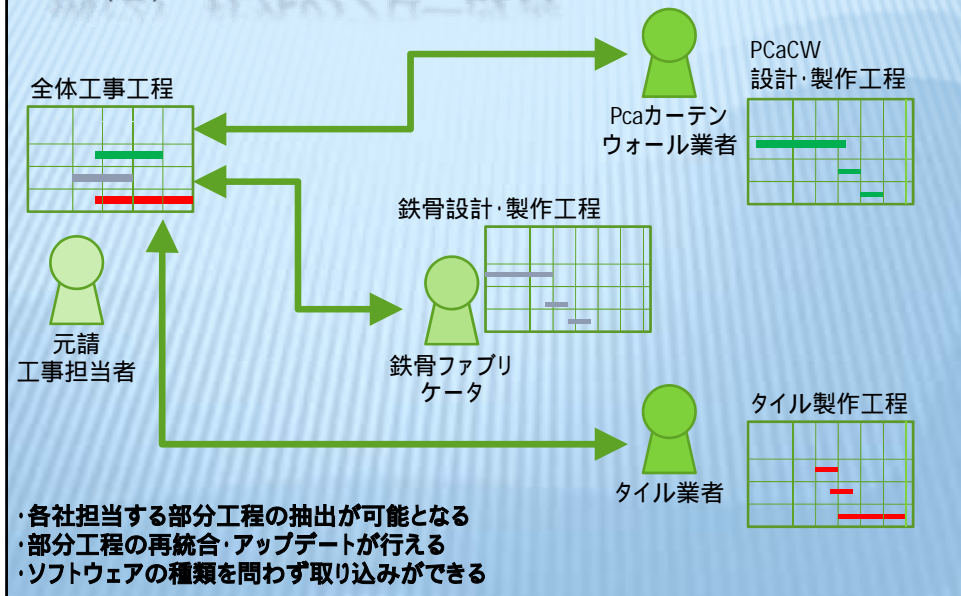 全体工事工程
Pcaカーテン
ウォール業者
PCaCW
設計・製作工程
鉄骨設計・製作工程
元請
工事担当者
鉄骨ファブリ
ケータ
タイル業者
タイル製作工程
・各社担当する部分工程の抽出が可能となる
・部分工程の再統合・アップデートが行える
・ソフトウェアの種類を問わず取り込みができる